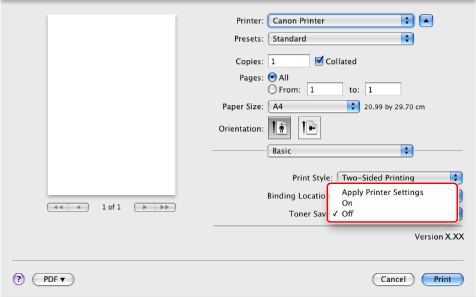 Printer: Canon Printer
Presets: Standard
Copies: 1 Collated
Pages: All
From: 1 to: 1
Paper Size: A4 20.99 by 29.70 cm
Orientation:
Basic
Print Style: Two-Sided Printing
Binding Locatio
Apply Printer Settings
On
Toner Sav
✓ Off
1 of 1
Version X.XX
? PDF▼ Cancel Print